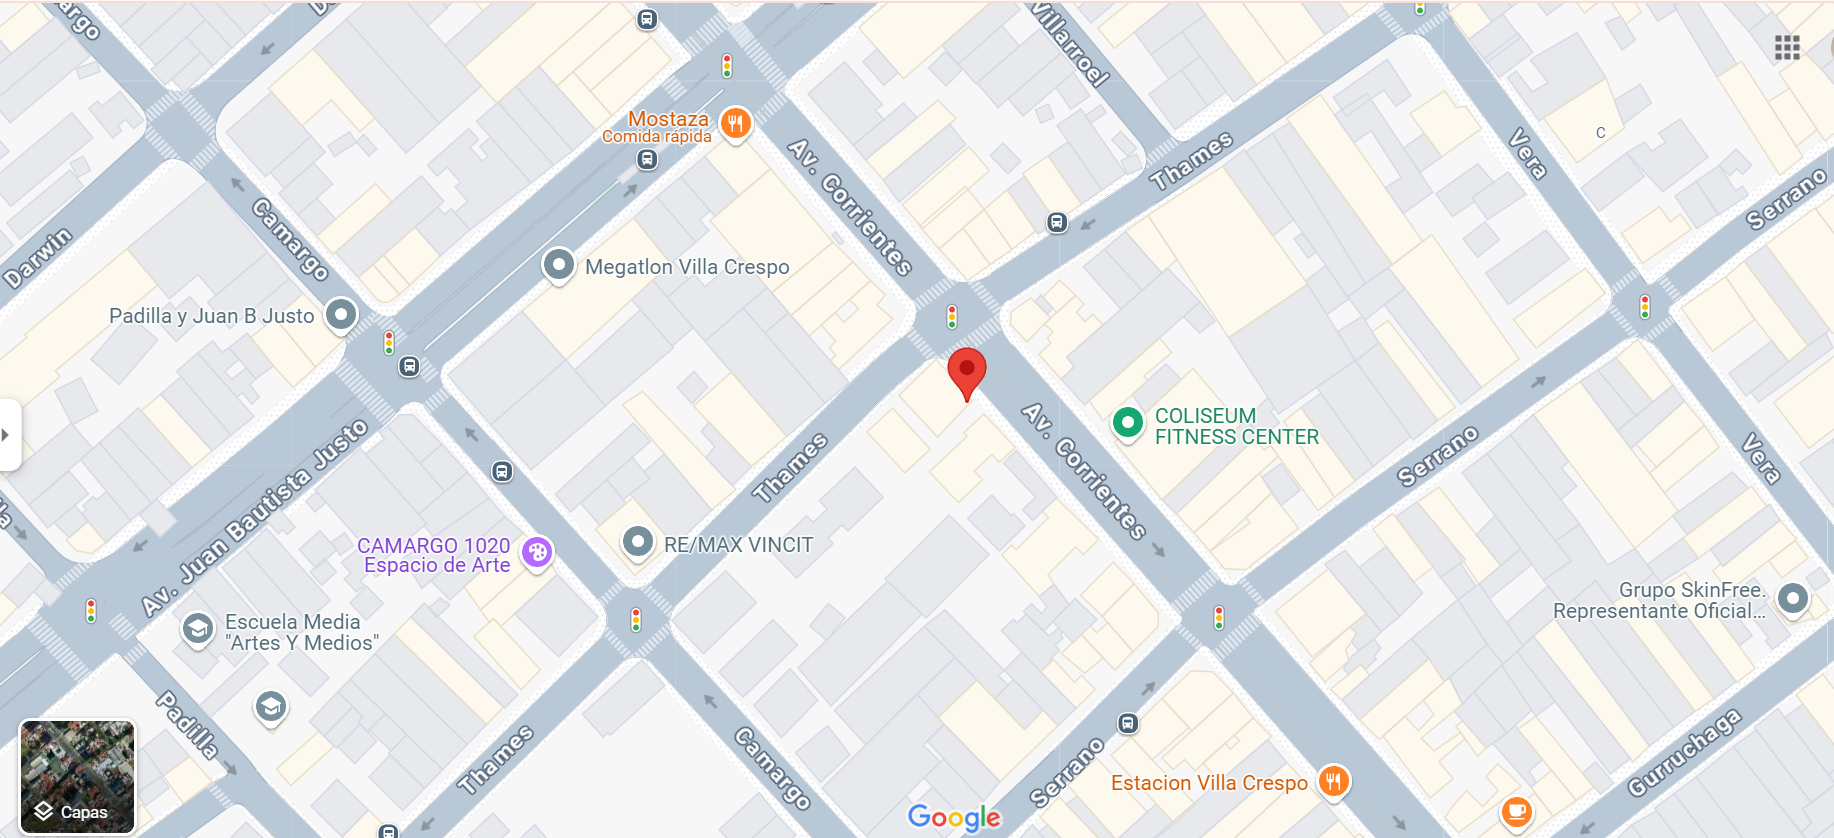 Camargo
Villarroel
Mostaza
Comida rápida
Av. Corrientes
Thames
Vera
C
Serrano
Darwin
Camargo
Megatlon Villa Crespo
Padilla y Juan B Justo
Av. Juan Bautista Justo
Thames
Av. Corrientes
COLISEUM
FITNESS CENTER
Serrano
Vera
CAMARGO 1020
Espacio de Arte
RE/MAX VINCIT
Escuela Media
"Artes Y Medios"
Grupo SkinFree.
Representante Oficial...
Padilla
Thames
Camargo
Serrano
Estacion Villa Crespo
Gurruchaga
Capas
Google